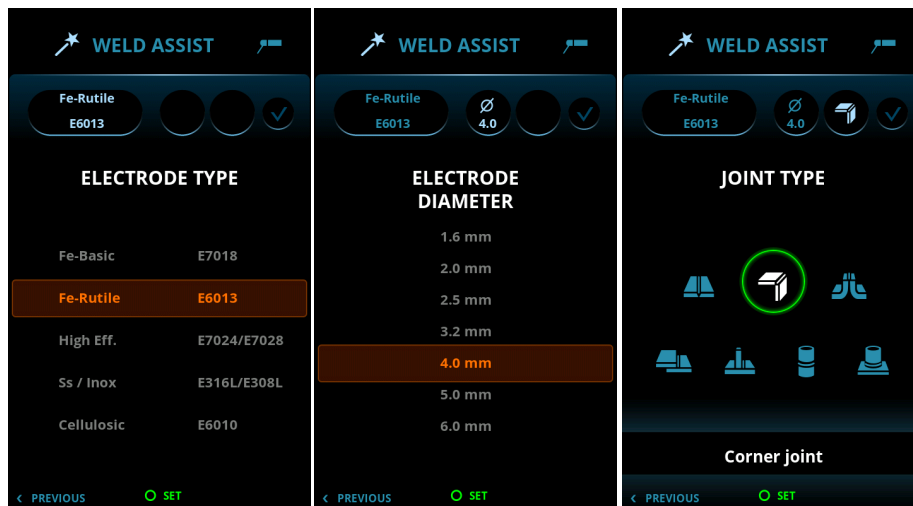 WELD ASSIST
Fe-Rutile
E6013
ELECTRODE TYPE
Fe-Basic E7018
Fe-Rutile E6013
High Eff. E7024/E7028
Ss / Inox E316L/E308L
Cellulosic E6010
‹ PREVIOUS SET
WELD ASSIST
Fe-Rutile
E6013
4.0
ELECTRODE
DIAMETER
1.6 mm
2.0 mm
2.5 mm
3.2 mm
4.0 mm
5.0 mm
6.0 mm
‹ PREVIOUS SET
WELD ASSIST
Fe-Rutile
E6013
4.0
JOINT TYPE
Corner joint
‹ PREVIOUS SET